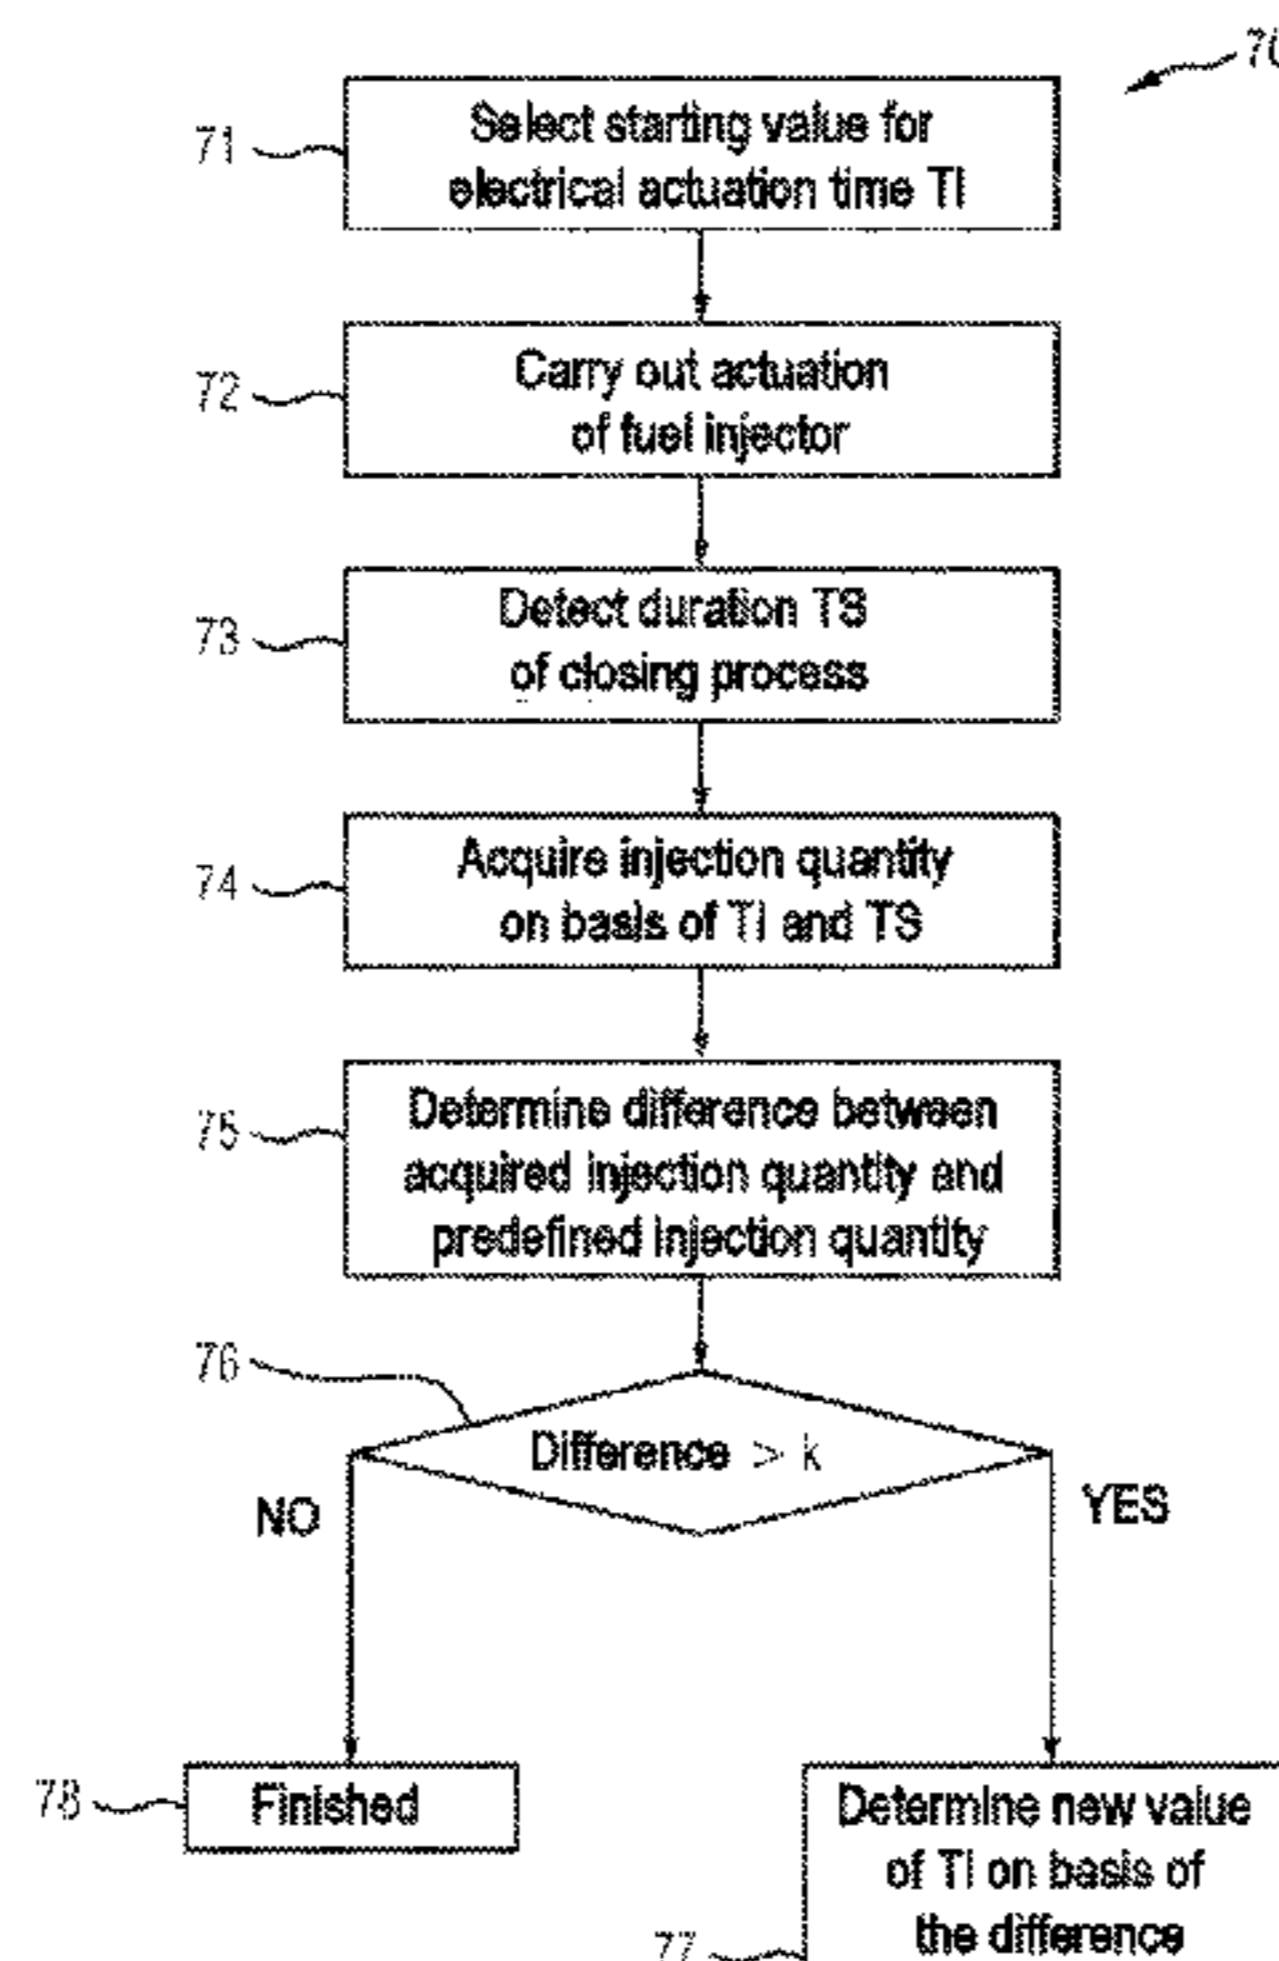 70
71
Select starting value for
electrical actuation time TI
72
Carry out actuation
of fuel injector
73
Detect duration TS
of closing process
74
Acquire injection quantity
on basis of TI and TS
75
Determine difference between
acquired injection quantity and
predefined injection quantity
76
Difference > k
NO
YES
78
Finished
Determine new value
of TI on basis of
the difference
77